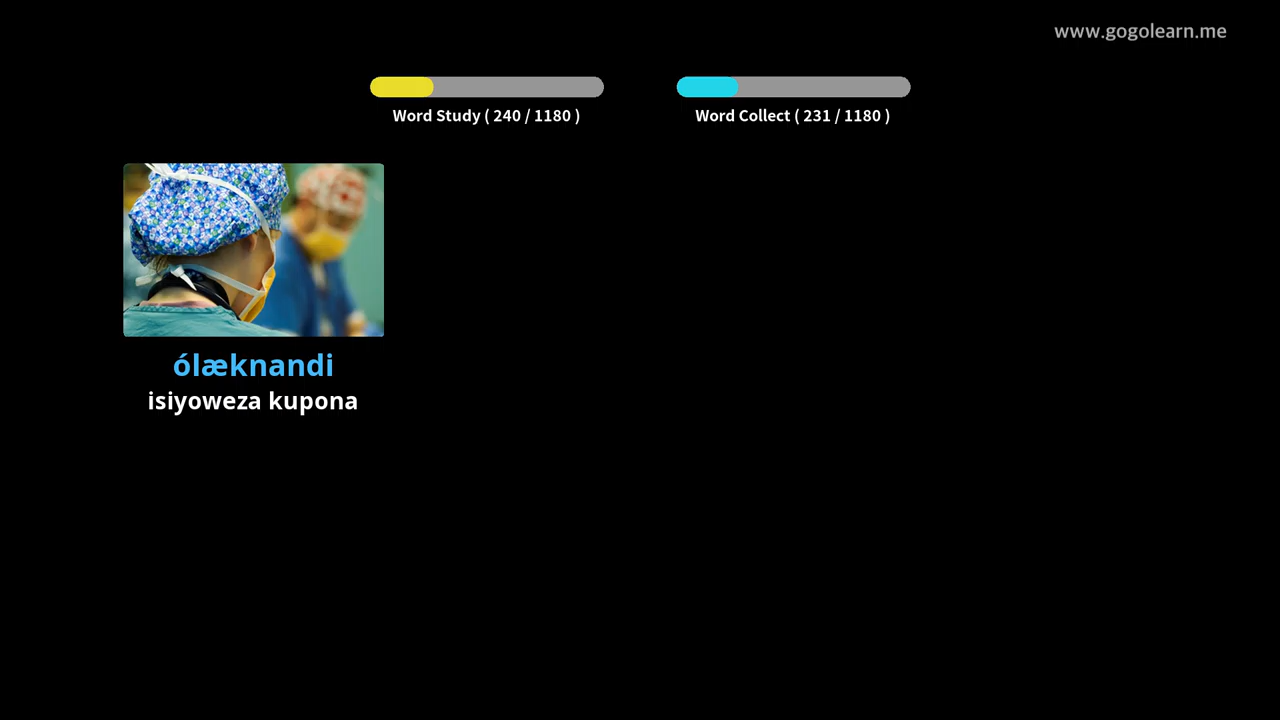 www.gogolearn.me
Word Study ( 240 / 1180 )
Word Collect ( 231 / 1180 )
ólæknandi
isiyoweza kupona